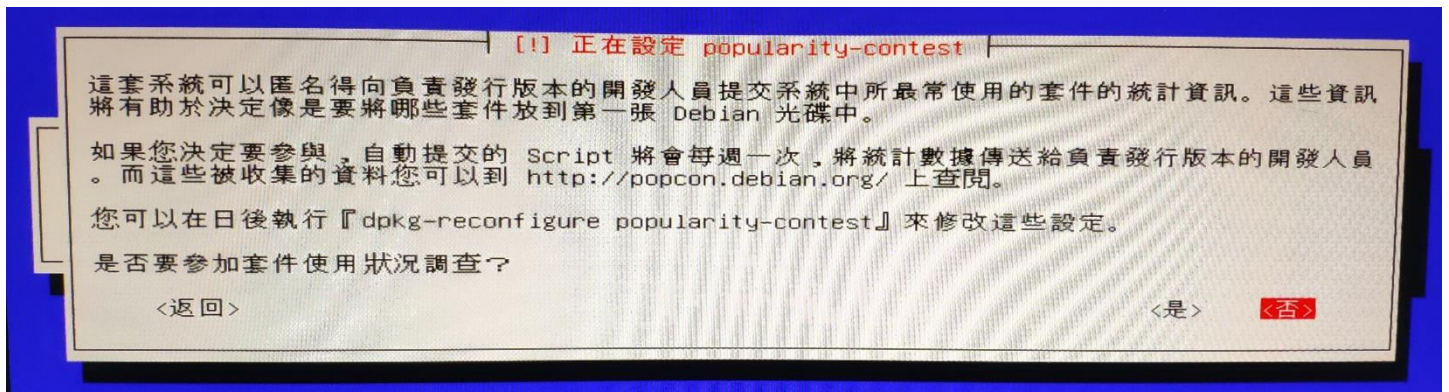 [!] 正在設定 popularity-contest
這套系統可以匿名得向負責發行版本的開發人員提交系統中所最常使用的套件的統計資訊。這些資訊
將有助於決定像是要將哪些套件放到第一張 Debian 光碟中。
如果您決定要參與，自動提交的 Script 將會每週一次，將統計數據傳送給負責發行版本的開發人員
。而這些被收集的資料您可以到 http://popcon.debian.org/ 上查閱。
您可以在日後執行『dpkg-reconfigure popularity-contest』來修改這些設定。
是否要參加套件使用狀況調查？
<返回> <是> <否>